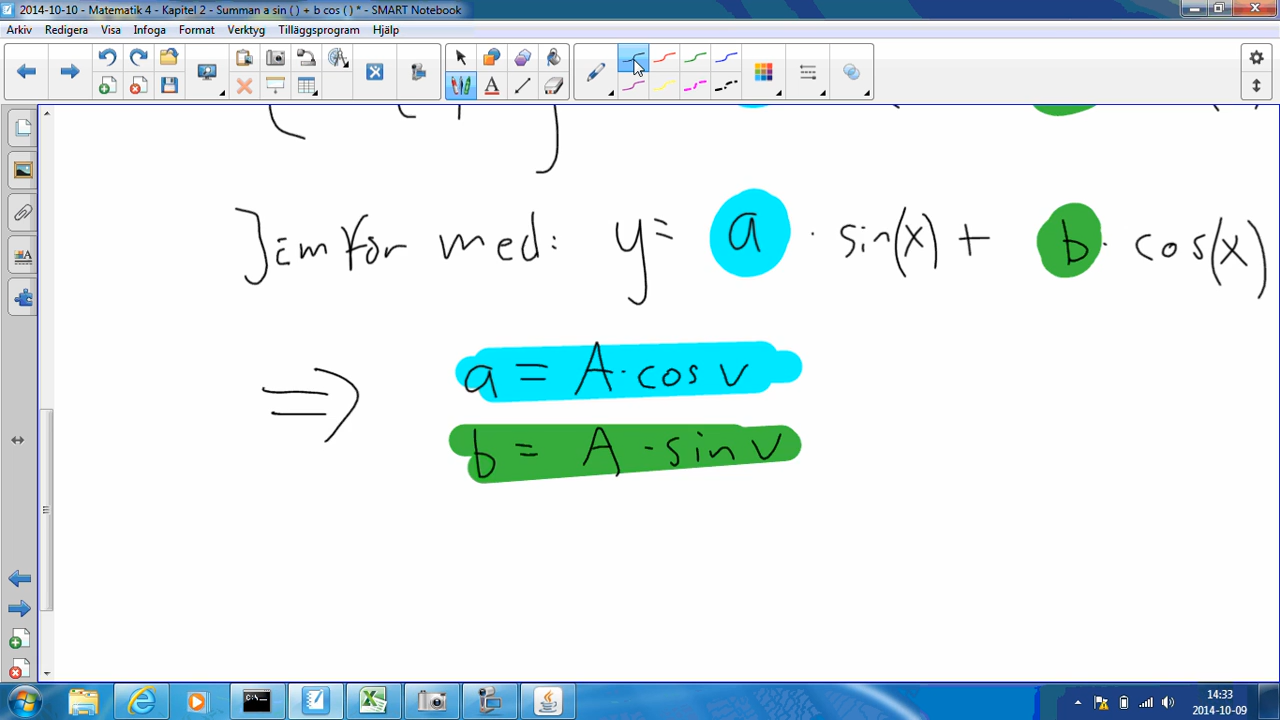 2014-10-10 - Matematik 4 - Kapitel 2 - Summan a sin ( ) + b cos ( ) * - SMART Notebook
Arkiv Redigera Visa Infoga Format Verktyg Tilläggsprogram Hjälp
Jämför med: y= a · sin(x) + b · cos(x)
⇒ a = A·cos v
b = A·sin v
14:33
2014-10-09